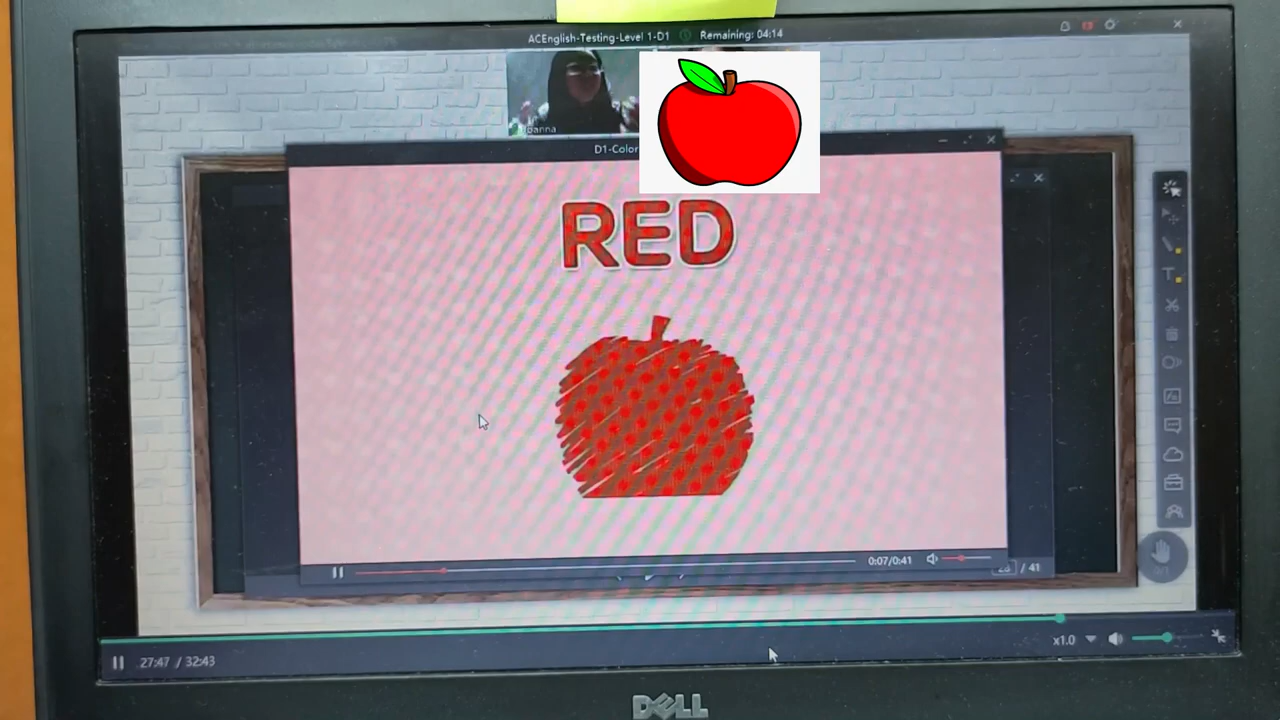 ACEnglish-Testing-Level 1-D1 Remaining: 04:14
D1-Color
RED
0:07/0:41
/ 41
x1.0
27:47 / 32:43
DELL